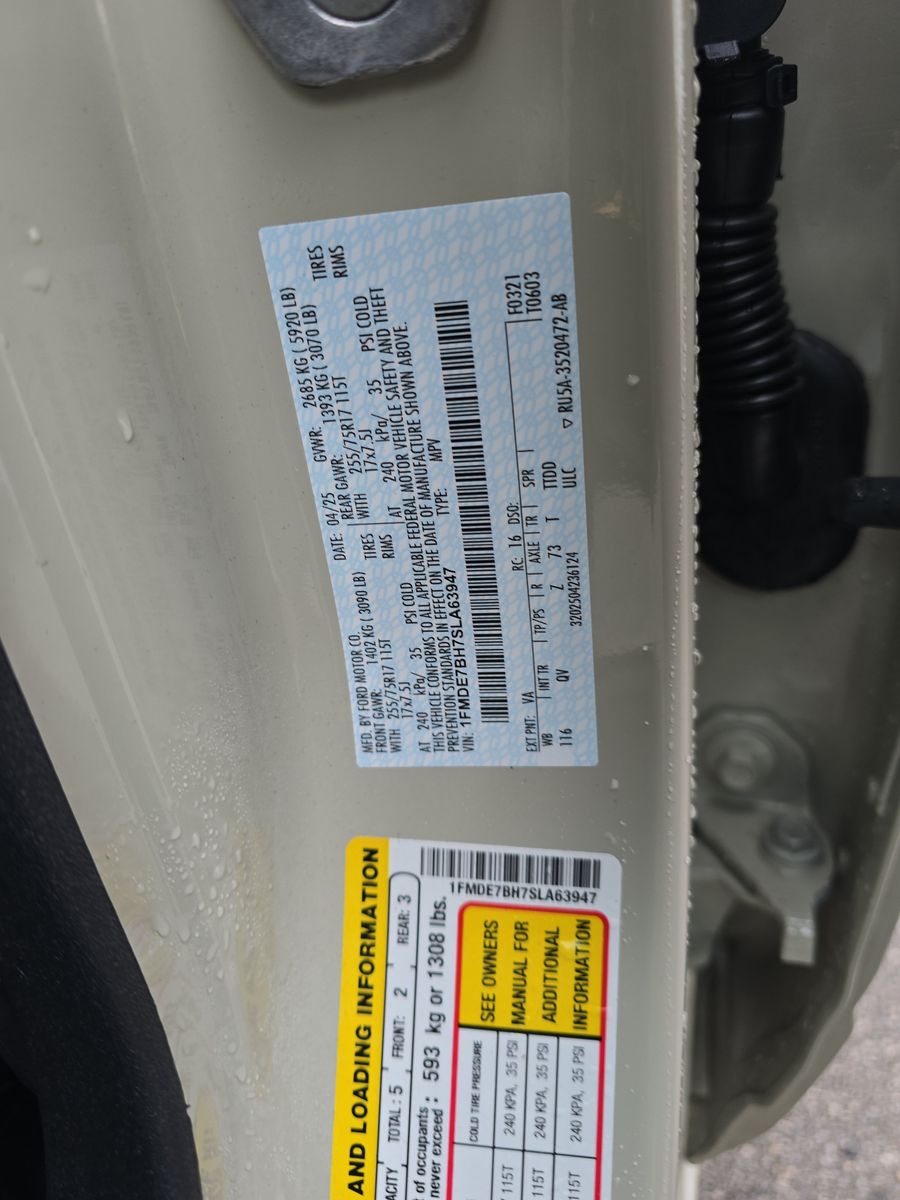 MFD. BY FORD MOTOR CO.
DATE: 04/25 GVWR: 2685 KG ( 5920 LB)
FRONT GAWR: 1402 KG ( 3090 LB) REAR GAWR: 1393 KG ( 3070 LB)
WITH 255/75R17 115T TIRES WITH 255/75R17 115T TIRES
17x7.5J RIMS 17x7.5J RIMS
AT 240 kPa/ 35 PSI COLD AT 240 kPa/ 35 PSI COLD
THIS VEHICLE CONFORMS TO ALL APPLICABLE FEDERAL MOTOR VEHICLE SAFETY AND THEFT
PREVENTION STANDARDS IN EFFECT ON THE DATE OF MANUFACTURE SHOWN ABOVE.
VIN: 1FMDE7BH7SLA63947 TYPE: MPV
EXT PNT: VA RC: 16 DSO: F0321
WB INT TR TP/PS R AXLE TR SPR T0603
116 QV Z 73 T TTDD
ULC
3202504236124 ▽ RU5A-3520472-AB
AND LOADING INFORMATION
ACITY TOTAL : 5 FRONT: 2 REAR: 3
of occupants
never exceed : 593 kg or 1308 lbs.
1FMDE7BH7SLA63947
COLD TIRE PRESSURE
115T 240 KPA, 35 PSI
115T 240 KPA, 35 PSI
115T 240 KPA, 35 PSI
SEE OWNERS
MANUAL FOR
ADDITIONAL
INFORMATION